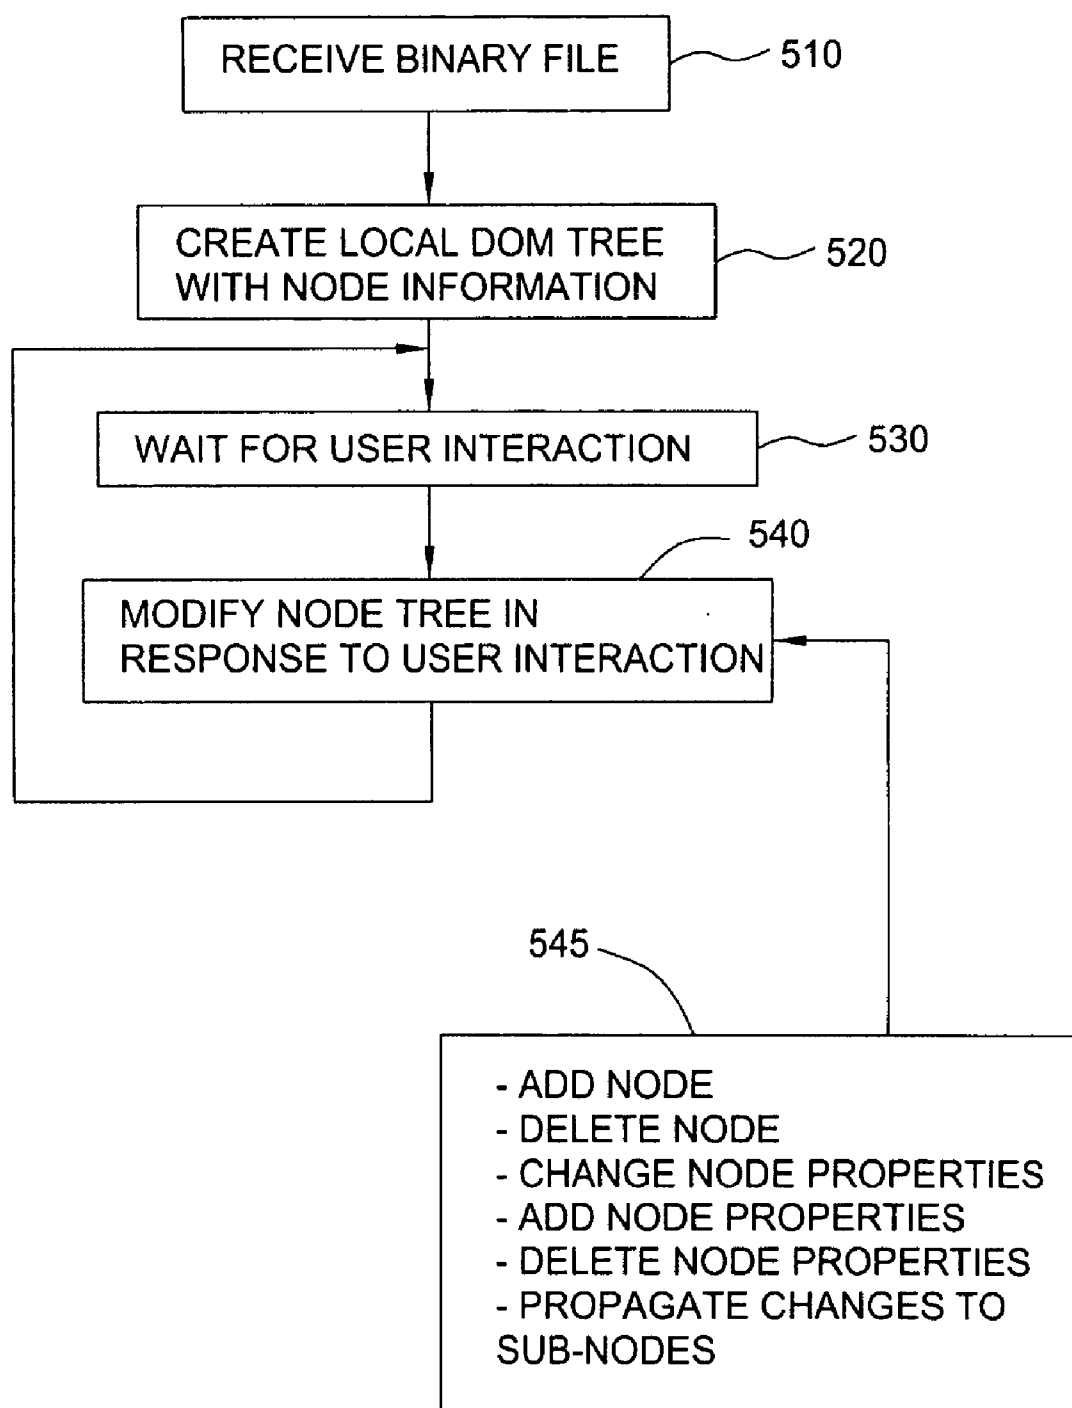 RECEIVE BINARY FILE
510
CREATE LOCAL DOM TREE
WITH NODE INFORMATION
520
WAIT FOR USER INTERACTION
530
540
MODIFY NODE TREE IN
RESPONSE TO USER INTERACTION
545
- ADD NODE
- DELETE NODE
- CHANGE NODE PROPERTIES
- ADD NODE PROPERTIES
- DELETE NODE PROPERTIES
- PROPAGATE CHANGES TO
SUB-NODES